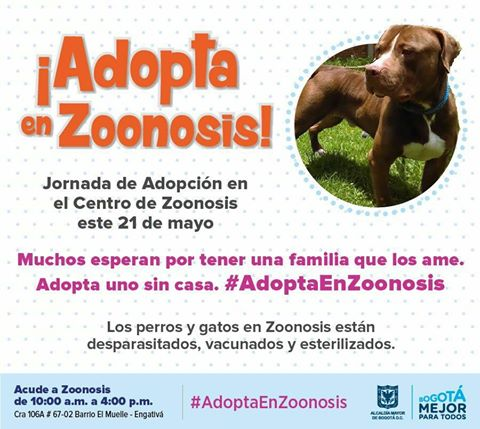 ¡Adopta
en Zoonosis!
Jornada de Adopción en
el Centro de Zoonosis
este 21 de mayo
Muchos esperan por tener una familia que los ame.
Adopta uno sin casa. #AdoptaEnZoonosis
Los perros y gatos en Zoonosis están
desparasitados, vacunados y esterilizados.
Acude a Zoonosis
de 10:00 a.m. a 4:00 p.m.
Cra 106A # 67-02 Barrio El Muelle - Engativá
#AdoptaEnZoonosis
ALCALDÍA MAYOR
DE BOGOTÁ D.C.
BOGOTÁ
MEJOR
PARA TODOS